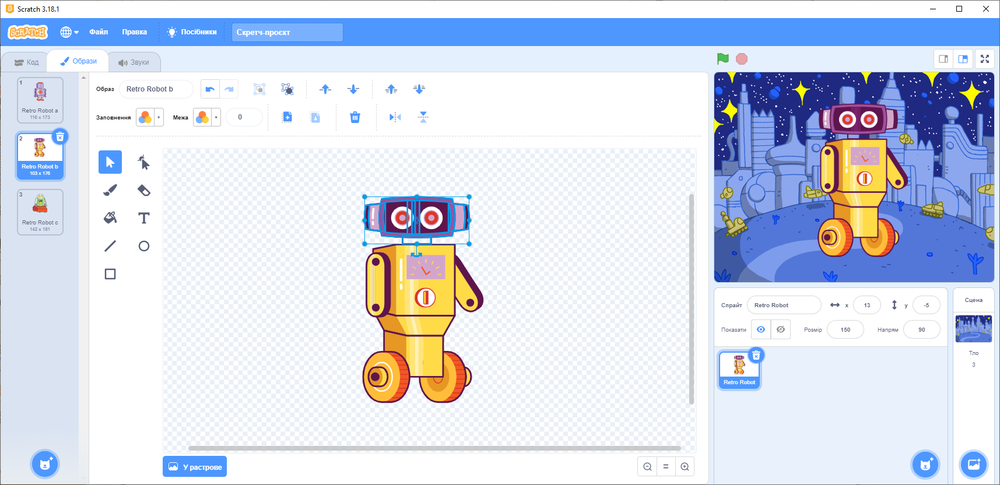 Scratch 3.18.1
SCRATCH
Файл
Правка
Посібники
Скретч-проєкт
Код
Образи
Звуки
1
Retro Robot a
116 x 173
2
Retro Robot b
103 x 176
3
Retro Robot c
142 x 181
Образ
Retro Robot b
Заповнення
Межа
0
T
У растрове
=
Спрайт
Retro Robot
x
13
y
-5
Показати
Розмір
150
Напрям
90
Retro Robot
Сцена
Тло
3